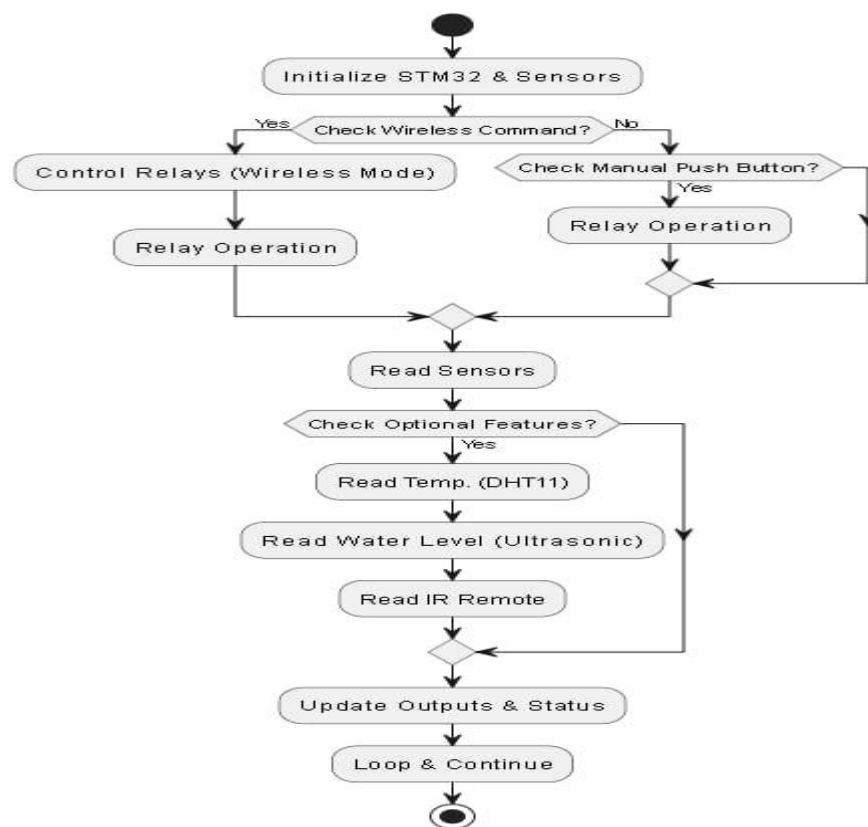 Initialize STM32 & Sensors
Yes
Check Wireless Command?
No
Control Relays (Wireless Mode)
Check Manual Push Button?
Yes
Relay Operation
Relay Operation
Read Sensors
Check Optional Features?
Yes
Read Temp. (DHT11)
Read Water Level (Ultrasonic)
Read IR Remote
Update Outputs & Status
Loop & Continue